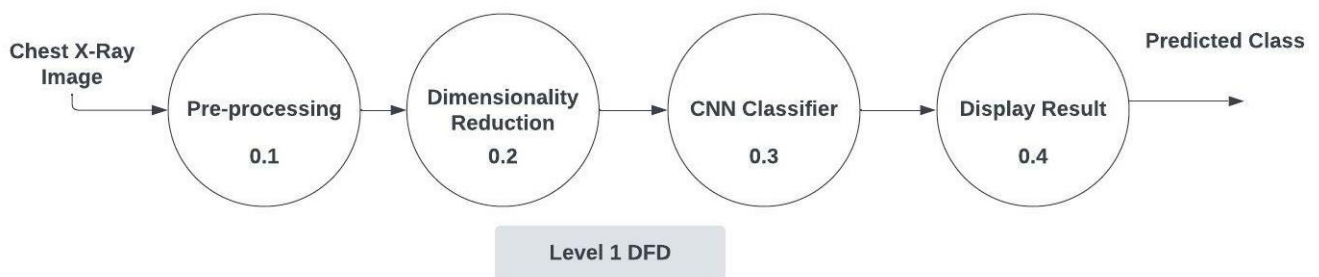 Chest X-Ray
Image
Pre-processing
0.1
Dimensionality
Reduction
0.2
CNN Classifier
0.3
Display Result
0.4
Predicted Class
Level 1 DFD